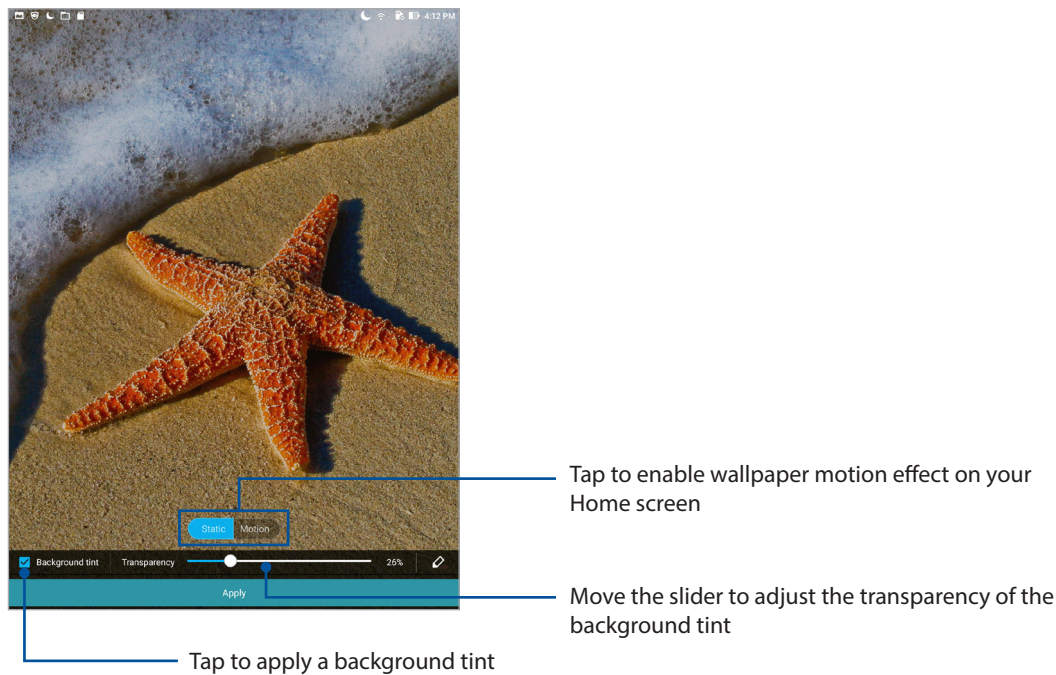 4:12 PM
Tap to enable wallpaper motion effect on your
Home screen
Static Motion
Background tint Transparency 26%
Apply
Move the slider to adjust the transparency of the
background tint
Tap to apply a background tint